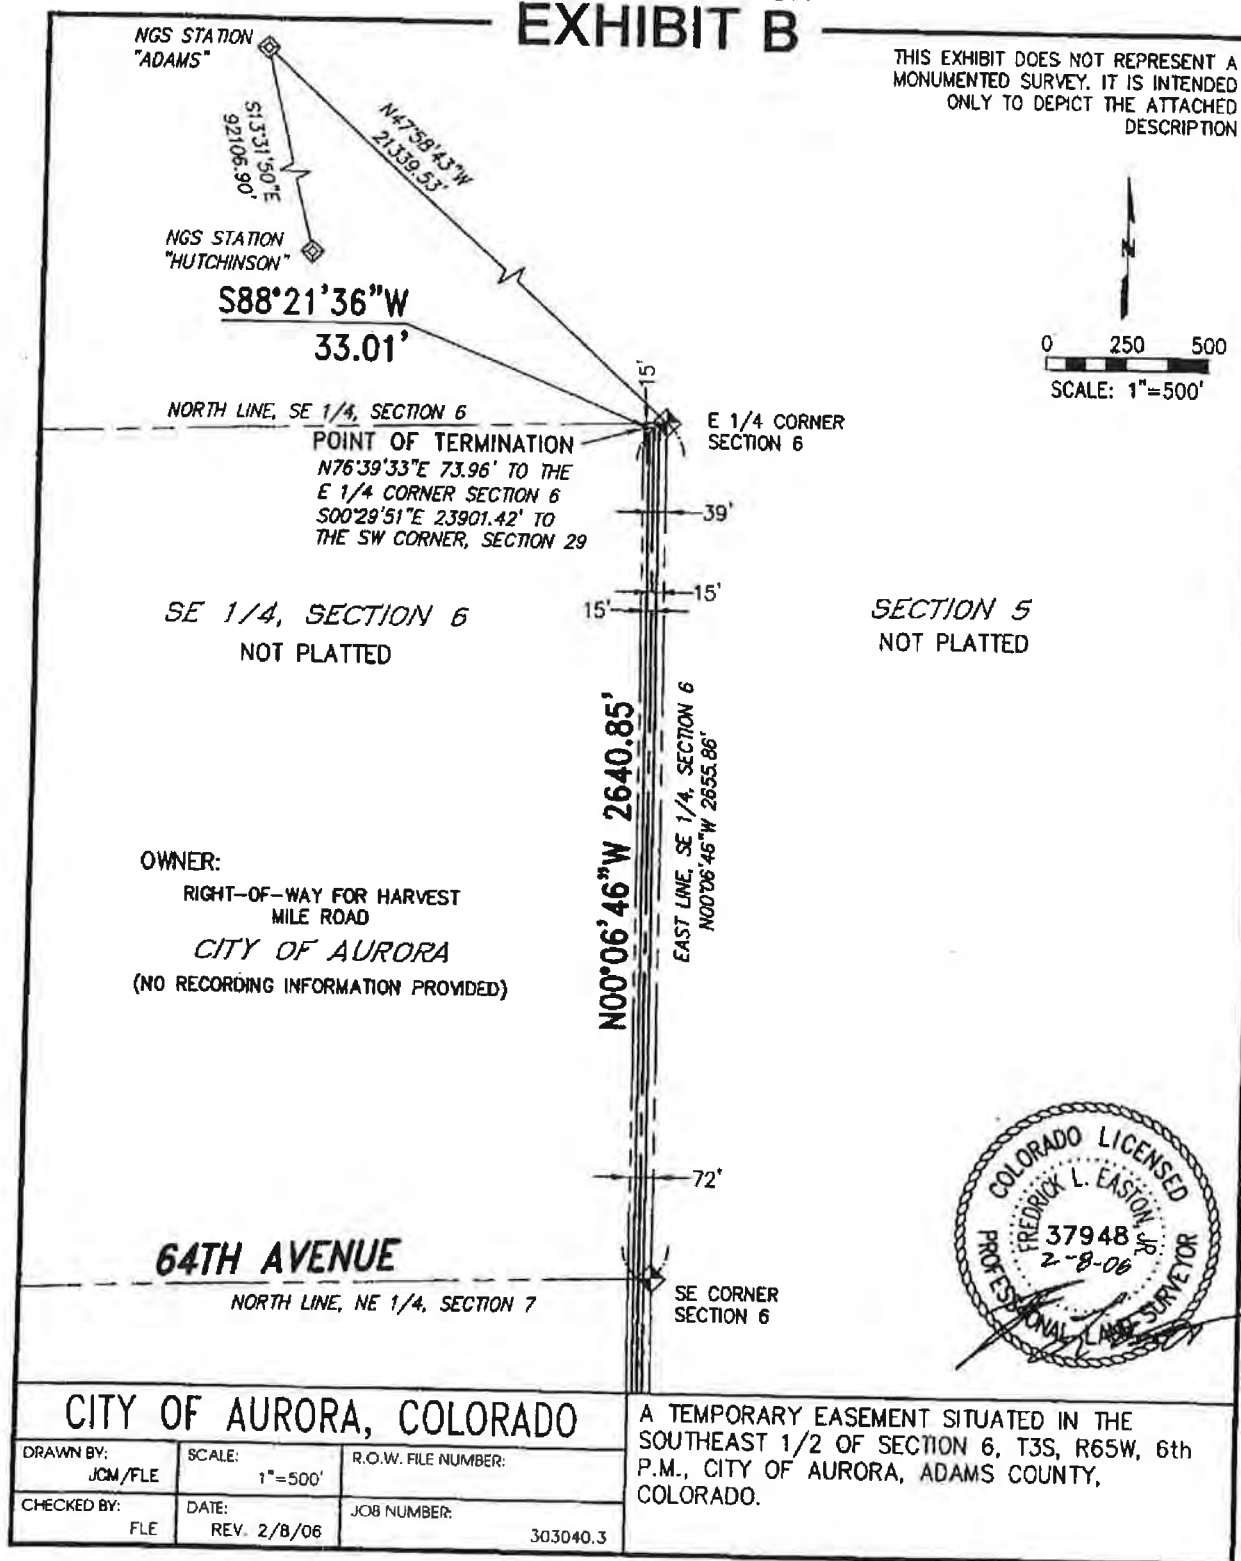 EXHIBIT B
NGS STATION
"ADAMS"
THIS EXHIBIT DOES NOT REPRESENT A
MONUMENTED SURVEY. IT IS INTENDED
ONLY TO DEPICT THE ATTACHED
DESCRIPTION
S13°31'50"E
92106.90'
N47°58'43"W
21339.53'
NGS STATION
"HUTCHINSON"
N
S88°21'36"W
33.01'
0 250 500
SCALE: 1"=500'
15'
NORTH LINE, SE 1/4, SECTION 6
E 1/4 CORNER
SECTION 6
POINT OF TERMINATION
N76°39'33"E 73.96' TO THE
E 1/4 CORNER SECTION 6
S00°29'51"E 23901.42' TO
THE SW CORNER, SECTION 29
39'
15'
15'
SE 1/4, SECTION 6
NOT PLATTED
SECTION 5
NOT PLATTED
N00°06'46"W 2640.85'
EAST LINE, SE 1/4, SECTION 6
N00°06'46"W 2655.86'
OWNER:
RIGHT-OF-WAY FOR HARVEST
MILE ROAD
CITY OF AURORA
(NO RECORDING INFORMATION PROVIDED)
72'
COLORADO LICENSED
FREDRICK L. EASTON, JR
37948
2-8-06
PROFESSIONAL LAND SURVEYOR
64TH AVENUE
NORTH LINE, NE 1/4, SECTION 7
SE CORNER
SECTION 6
CITY OF AURORA, COLORADO
DRAWN BY:
JCM/FLE
SCALE:
1"=500'
R.O.W. FILE NUMBER:
CHECKED BY:
FLE
DATE:
REV. 2/8/06
JOB NUMBER:
303040.3
A TEMPORARY EASEMENT SITUATED IN THE
SOUTHEAST 1/2 OF SECTION 6, T3S, R65W, 6th
P.M., CITY OF AURORA, ADAMS COUNTY,
COLORADO.